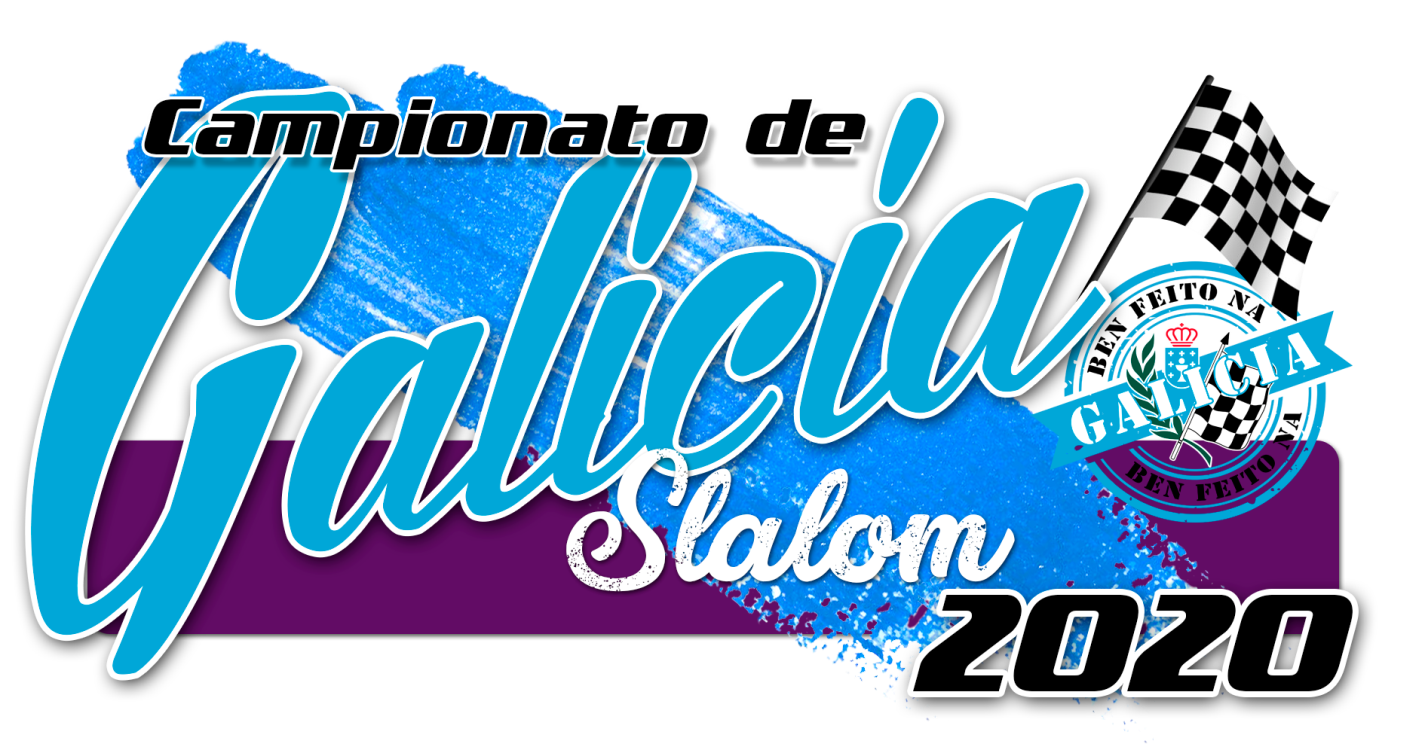 Campionato de
Galicia
Slalom
2020
BEN FEITO NA
GALICIA
BEN FEITO NA